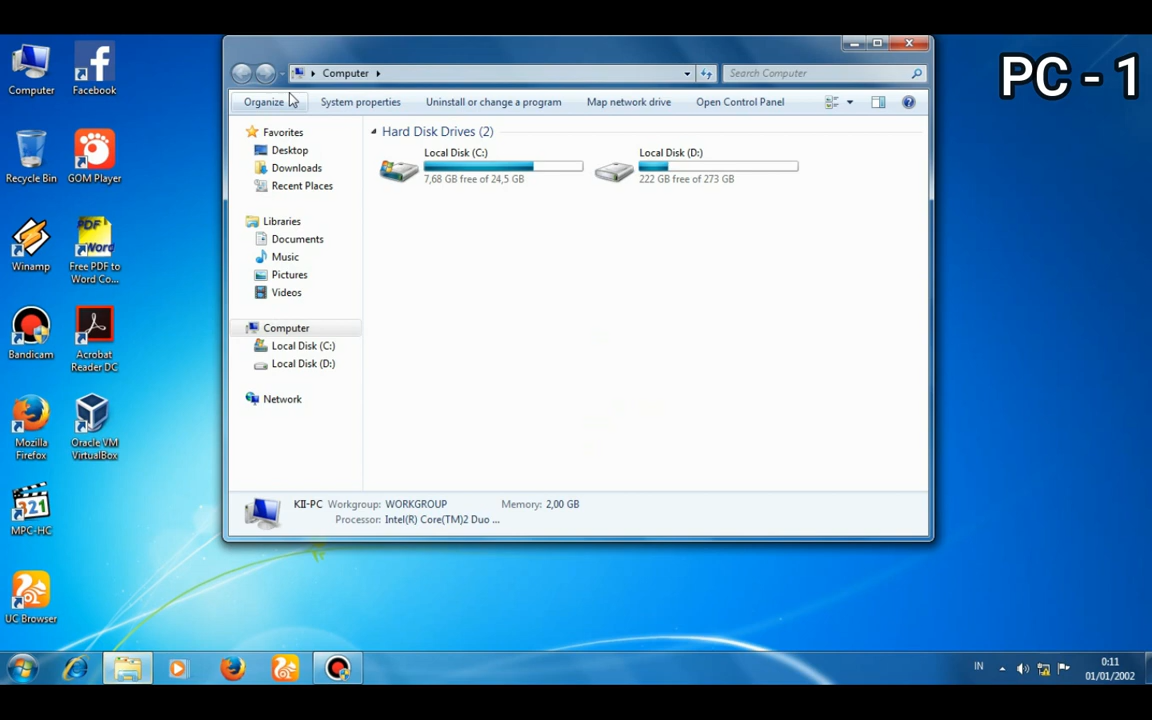 PC - 1
Computer
Facebook
Recycle Bin
GOM Player
Winamp
PDF
Word
Free PDF to
Word Co...
Bandicam
Acrobat
Reader DC
Mozilla
Firefox
Oracle VM
VirtualBox
321
MPC-HC
UC Browser
Computer
Search Computer
Organize
System properties
Uninstall or change a program
Map network drive
Open Control Panel
Favorites
Desktop
Downloads
Recent Places
Libraries
Documents
Music
Pictures
Videos
Computer
Local Disk (C:)
Local Disk (D:)
Network
Hard Disk Drives (2)
Local Disk (C:)
7,68 GB free of 24,5 GB
Local Disk (D:)
222 GB free of 273 GB
KII-PC Workgroup: WORKGROUP Memory: 2,00 GB
Processor: Intel(R) Core(TM)2 Duo ...
IN
0:11
01/01/2002